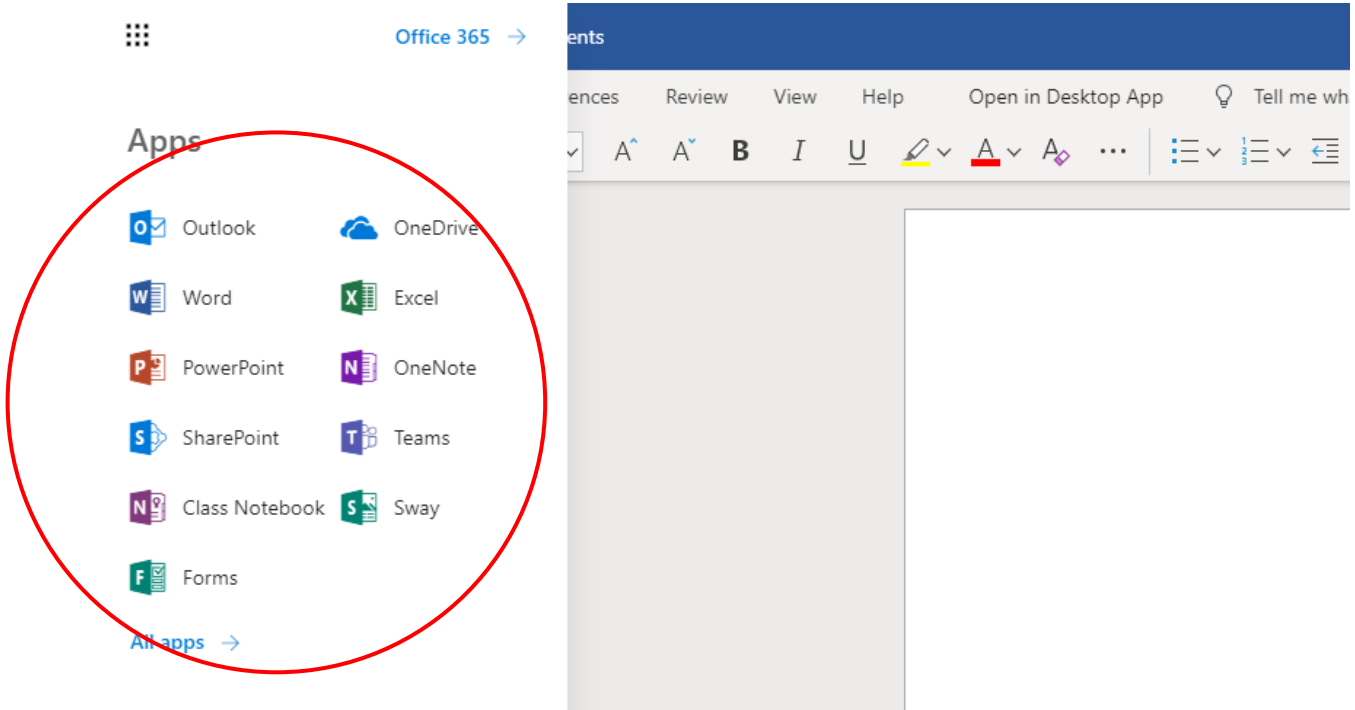 Office 365 →
ents
ences Review View Help Open in Desktop App Tell me wh
Apps
A A B I U A A ...
Outlook OneDrive
Word Excel
PowerPoint OneNote
SharePoint Teams
Class Notebook Sway
Forms
All apps →